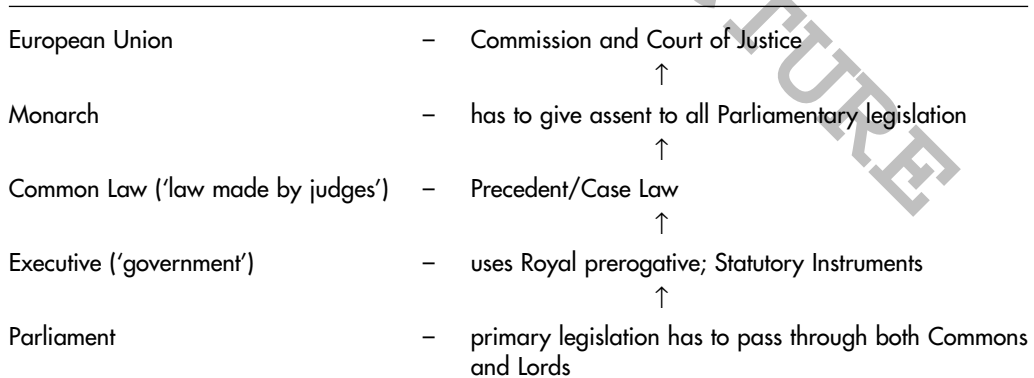 European Union – Commission and Court of Justice
↑
Monarch – has to give assent to all Parliamentary legislation
↑
Common Law (‘law made by judges’) – Precedent/Case Law
↑
Executive (‘government’) – uses Royal prerogative; Statutory Instruments
↑
Parliament – primary legislation has to pass through both Commons
and Lords
TURE